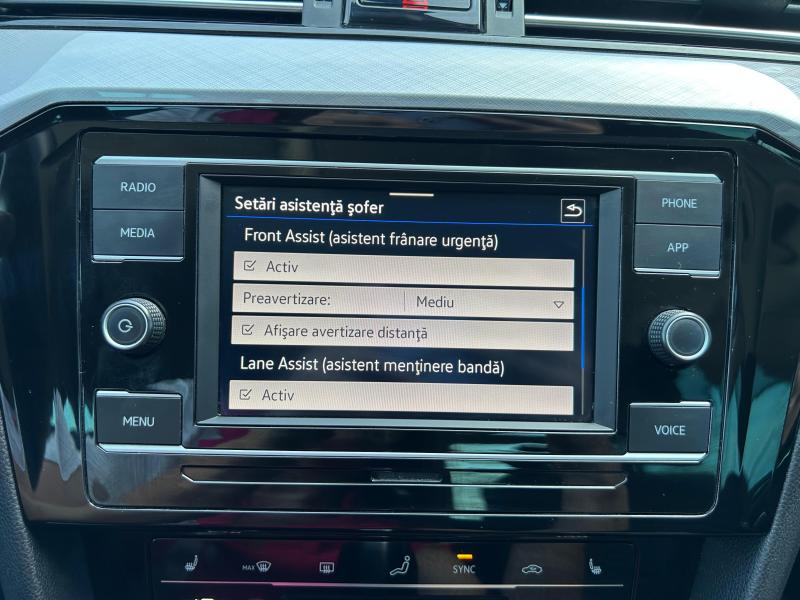 RADIO
MEDIA
MENU
Setări asistenţă şofer
Front Assist (asistent frânare urgenţă)
Activ
Preavertizare: Mediu
Afişare avertizare distanţă
Lane Assist (asistent menţinere bandă)
Activ
PHONE
APP
VOICE
MAX
SYNC